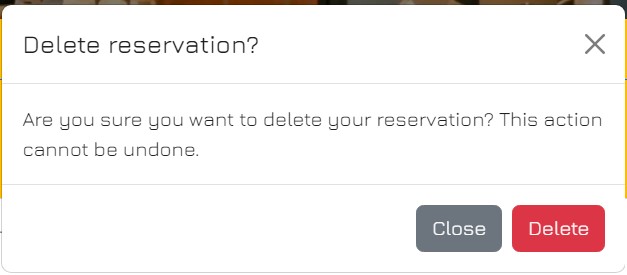 Delete reservation?
Are you sure you want to delete your reservation? This action
cannot be undone.
Close
Delete